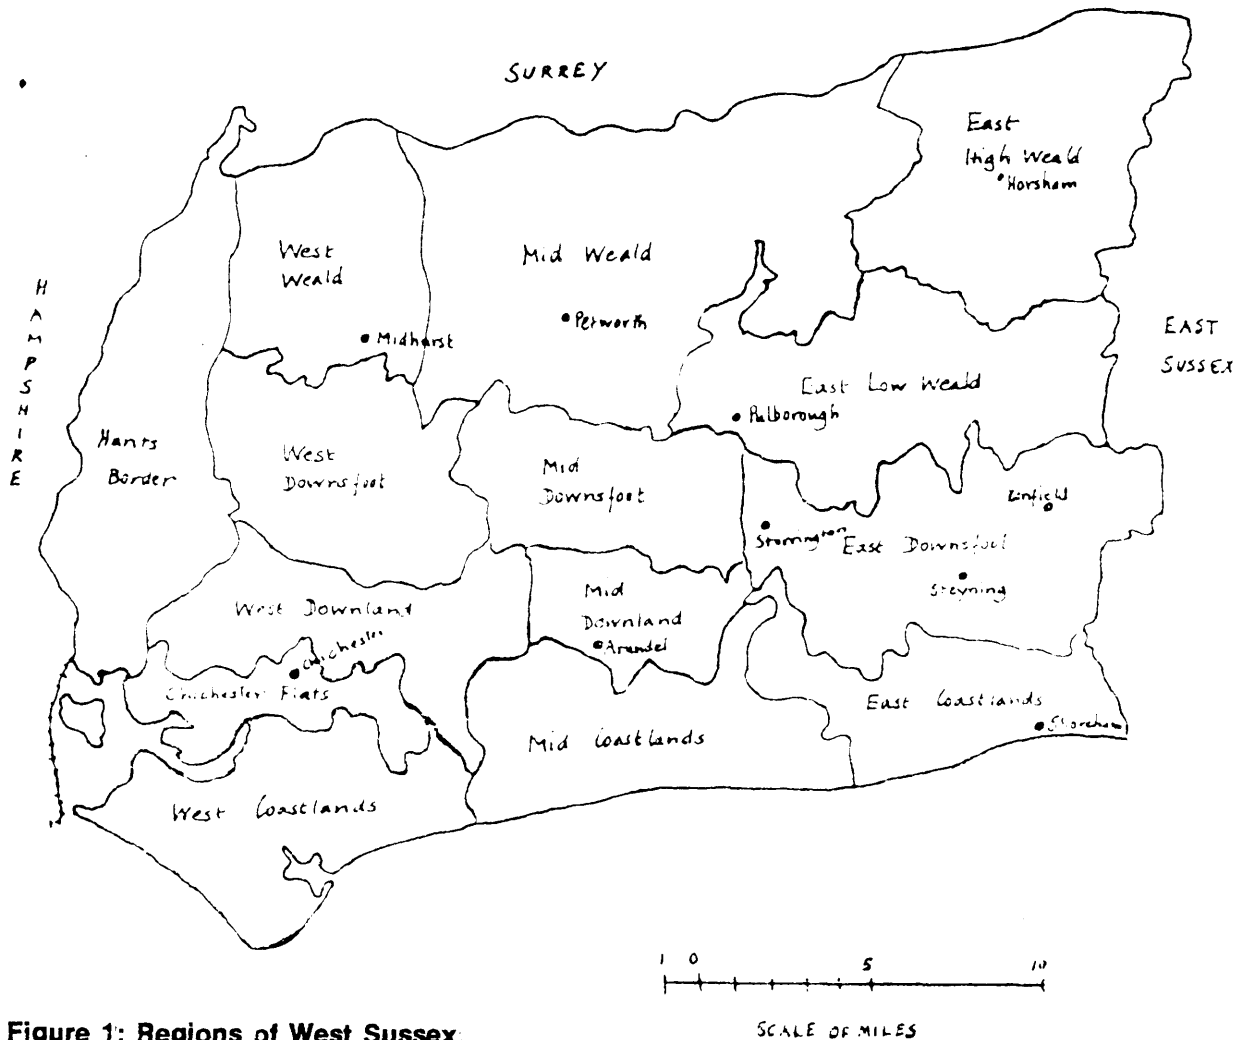 SURREY
East
High Weald
Horsham
West
Weald
Mid Weald
HAMPSHIRE
Petworth
Midharst
EAST
SUSSEX
East Low Weald
Pulborough
Hants
Border
West
Downsfoot
Mid
Downsfoot
Storrington
East Downsfoot
Steyning
West Downland
Mid
Downland
Arundel
Chichester
Chichester Flats
East Coastlands
Shoreham
Mid Coastlands
West Coastlands
1 0 5 10
SCALE OF MILES
Figure 1: Regions of West Sussex